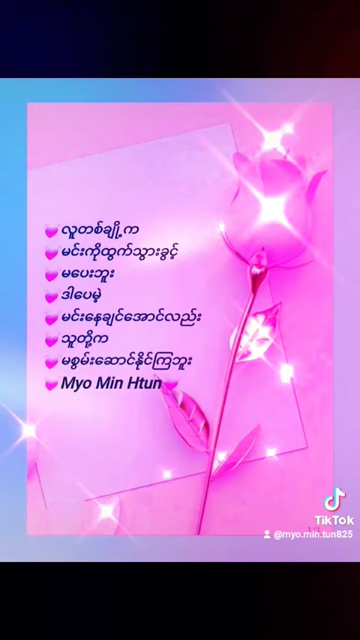 လူတစ်ချို့က
မင်းကိုထွက်သွားခွင့်
မပေးဘူး
ဒါပေမဲ့
မင်းနေချင်အောင်လည်း
သူတို့က
မစွမ်းဆောင်နိုင်ကြဘူး
Myo Min Htun
TikTok
@myo.min.tun825